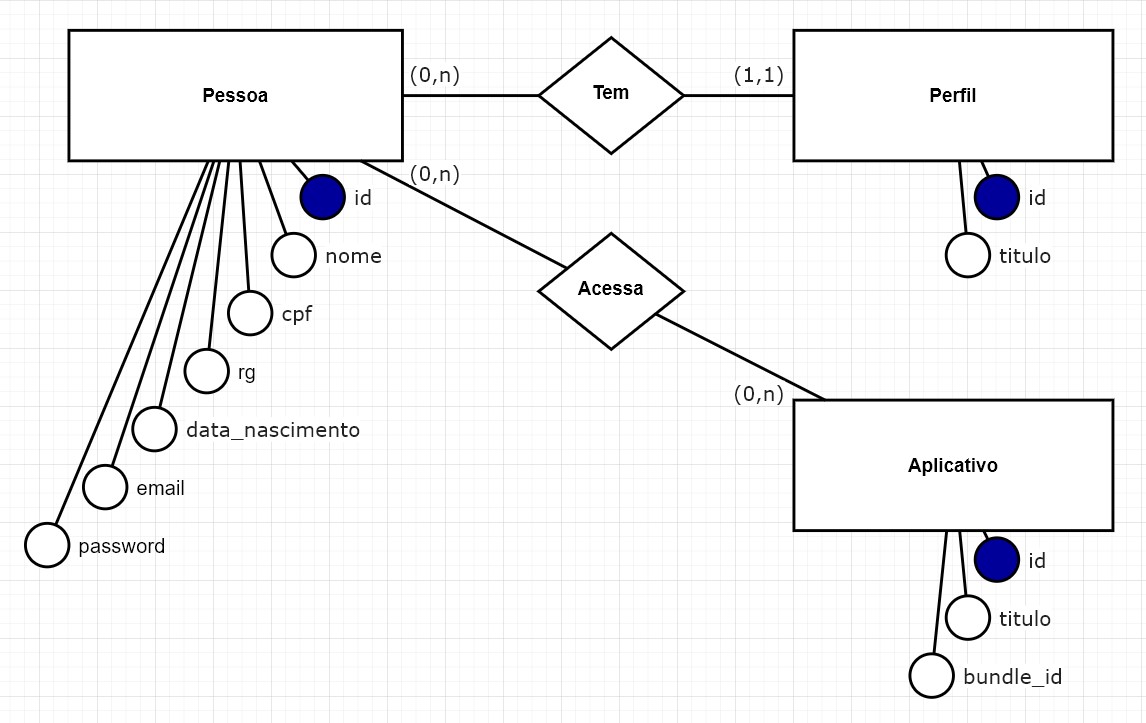 Pessoa
(0,n)
Tem
(1,1)
Perfil
(0,n)
id
nome
cpf
rg
data_nascimento
email
password
Acessa
id
titulo
(0,n)
Aplicativo
id
titulo
bundle_id